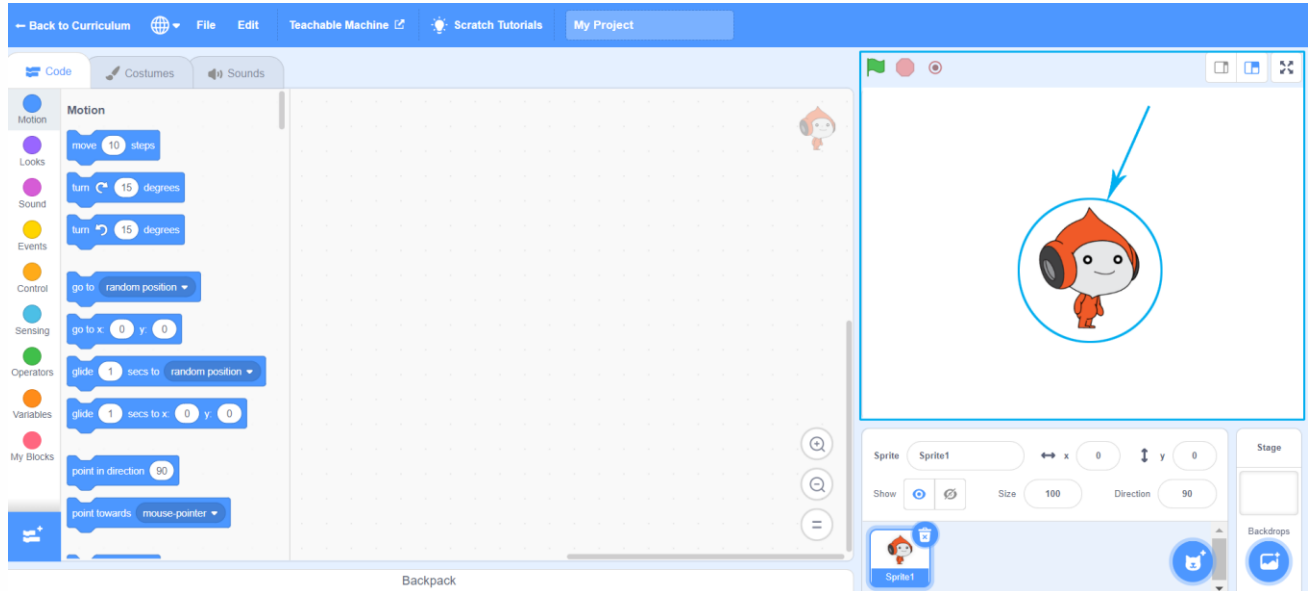 ← Back to Curriculum File Edit Teachable Machine Scratch Tutorials My Project
Code Costumes Sounds
Motion
Looks
Sound
Events
Control
Sensing
Operators
Variables
My Blocks
Motion
move 10 steps
turn 15 degrees
turn 15 degrees
go to random position
go to x: 0 y: 0
glide 1 secs to random position
glide 1 secs to x: 0 y: 0
point in direction 90
point towards mouse-pointer
Backpack
Sprite Sprite1 x 0 y 0
Show Size 100 Direction 90
Sprite1
Stage
Backdrops